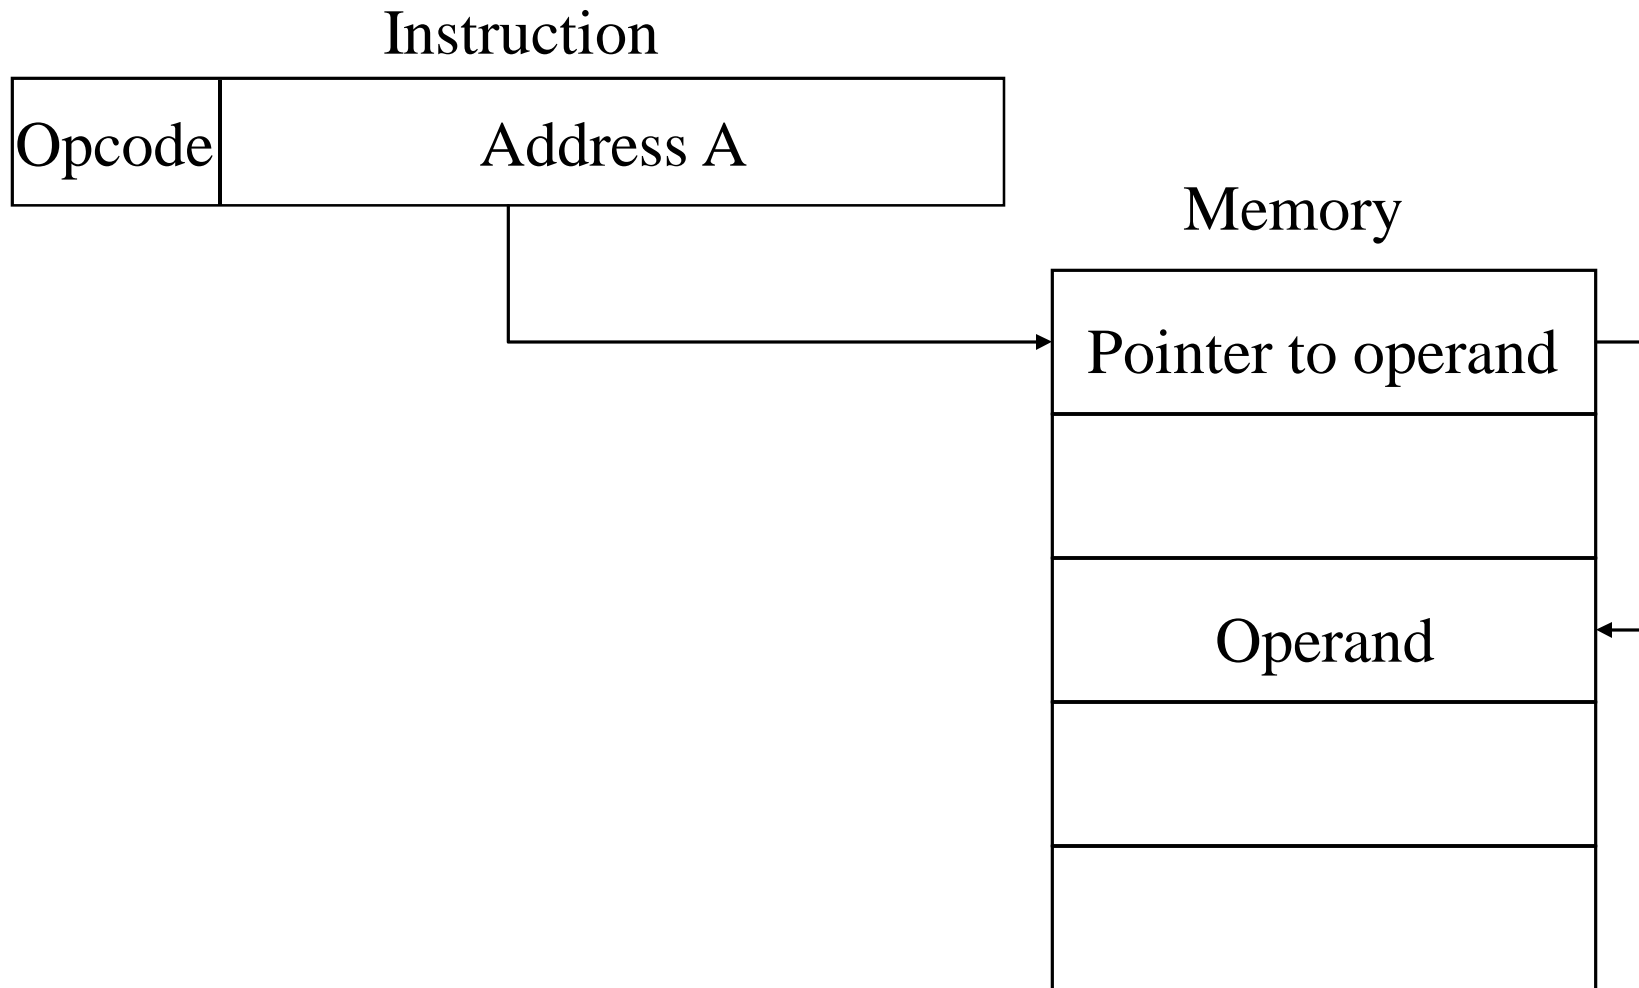 Instruction
Opcode
Address A
Memory
Pointer to operand
Operand